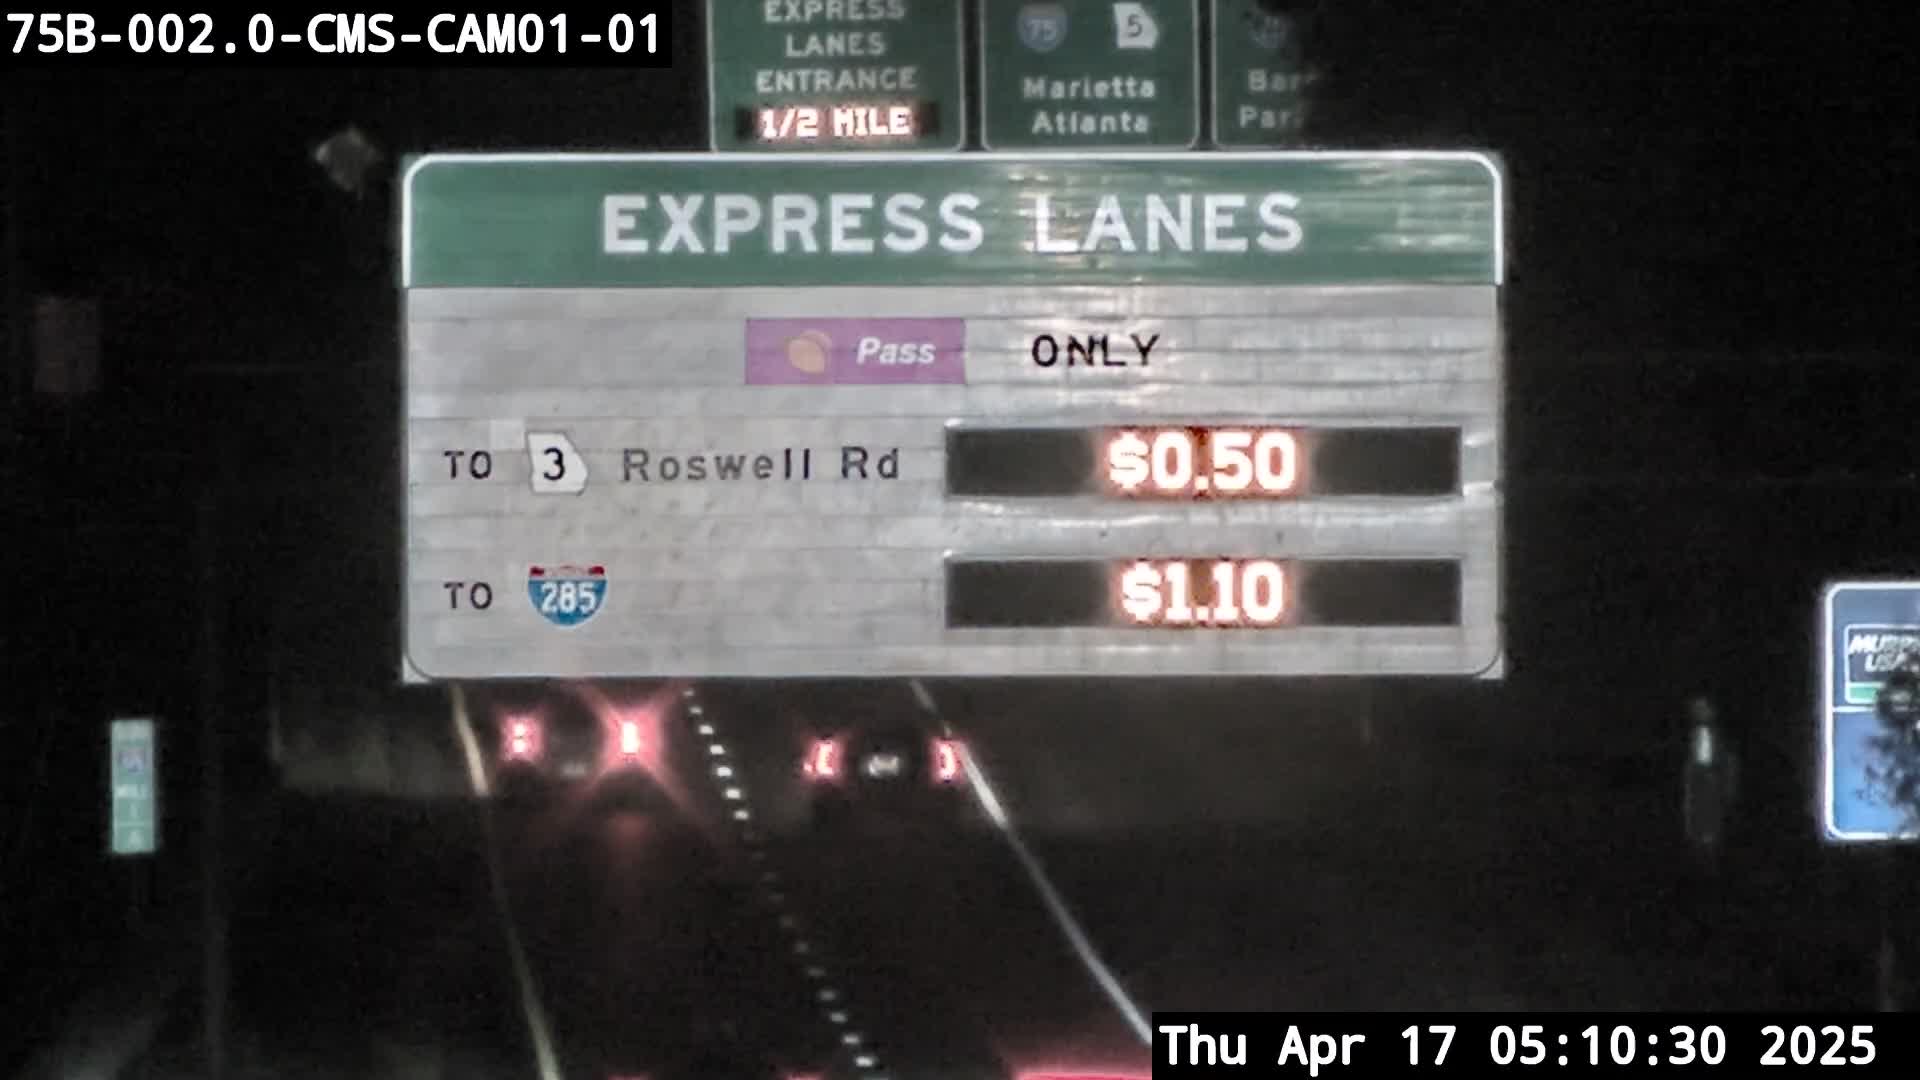 75B-002.0-CMS-CAM01-01
EXPRESS
LANES
ENTRANCE
1/2 MILE
75
5
Marietta
Atlanta
EXPRESS LANES
Pass ONLY
TO 3 Roswell Rd $0.50
TO 285 $1.10
Thu Apr 17 05:10:30 2025